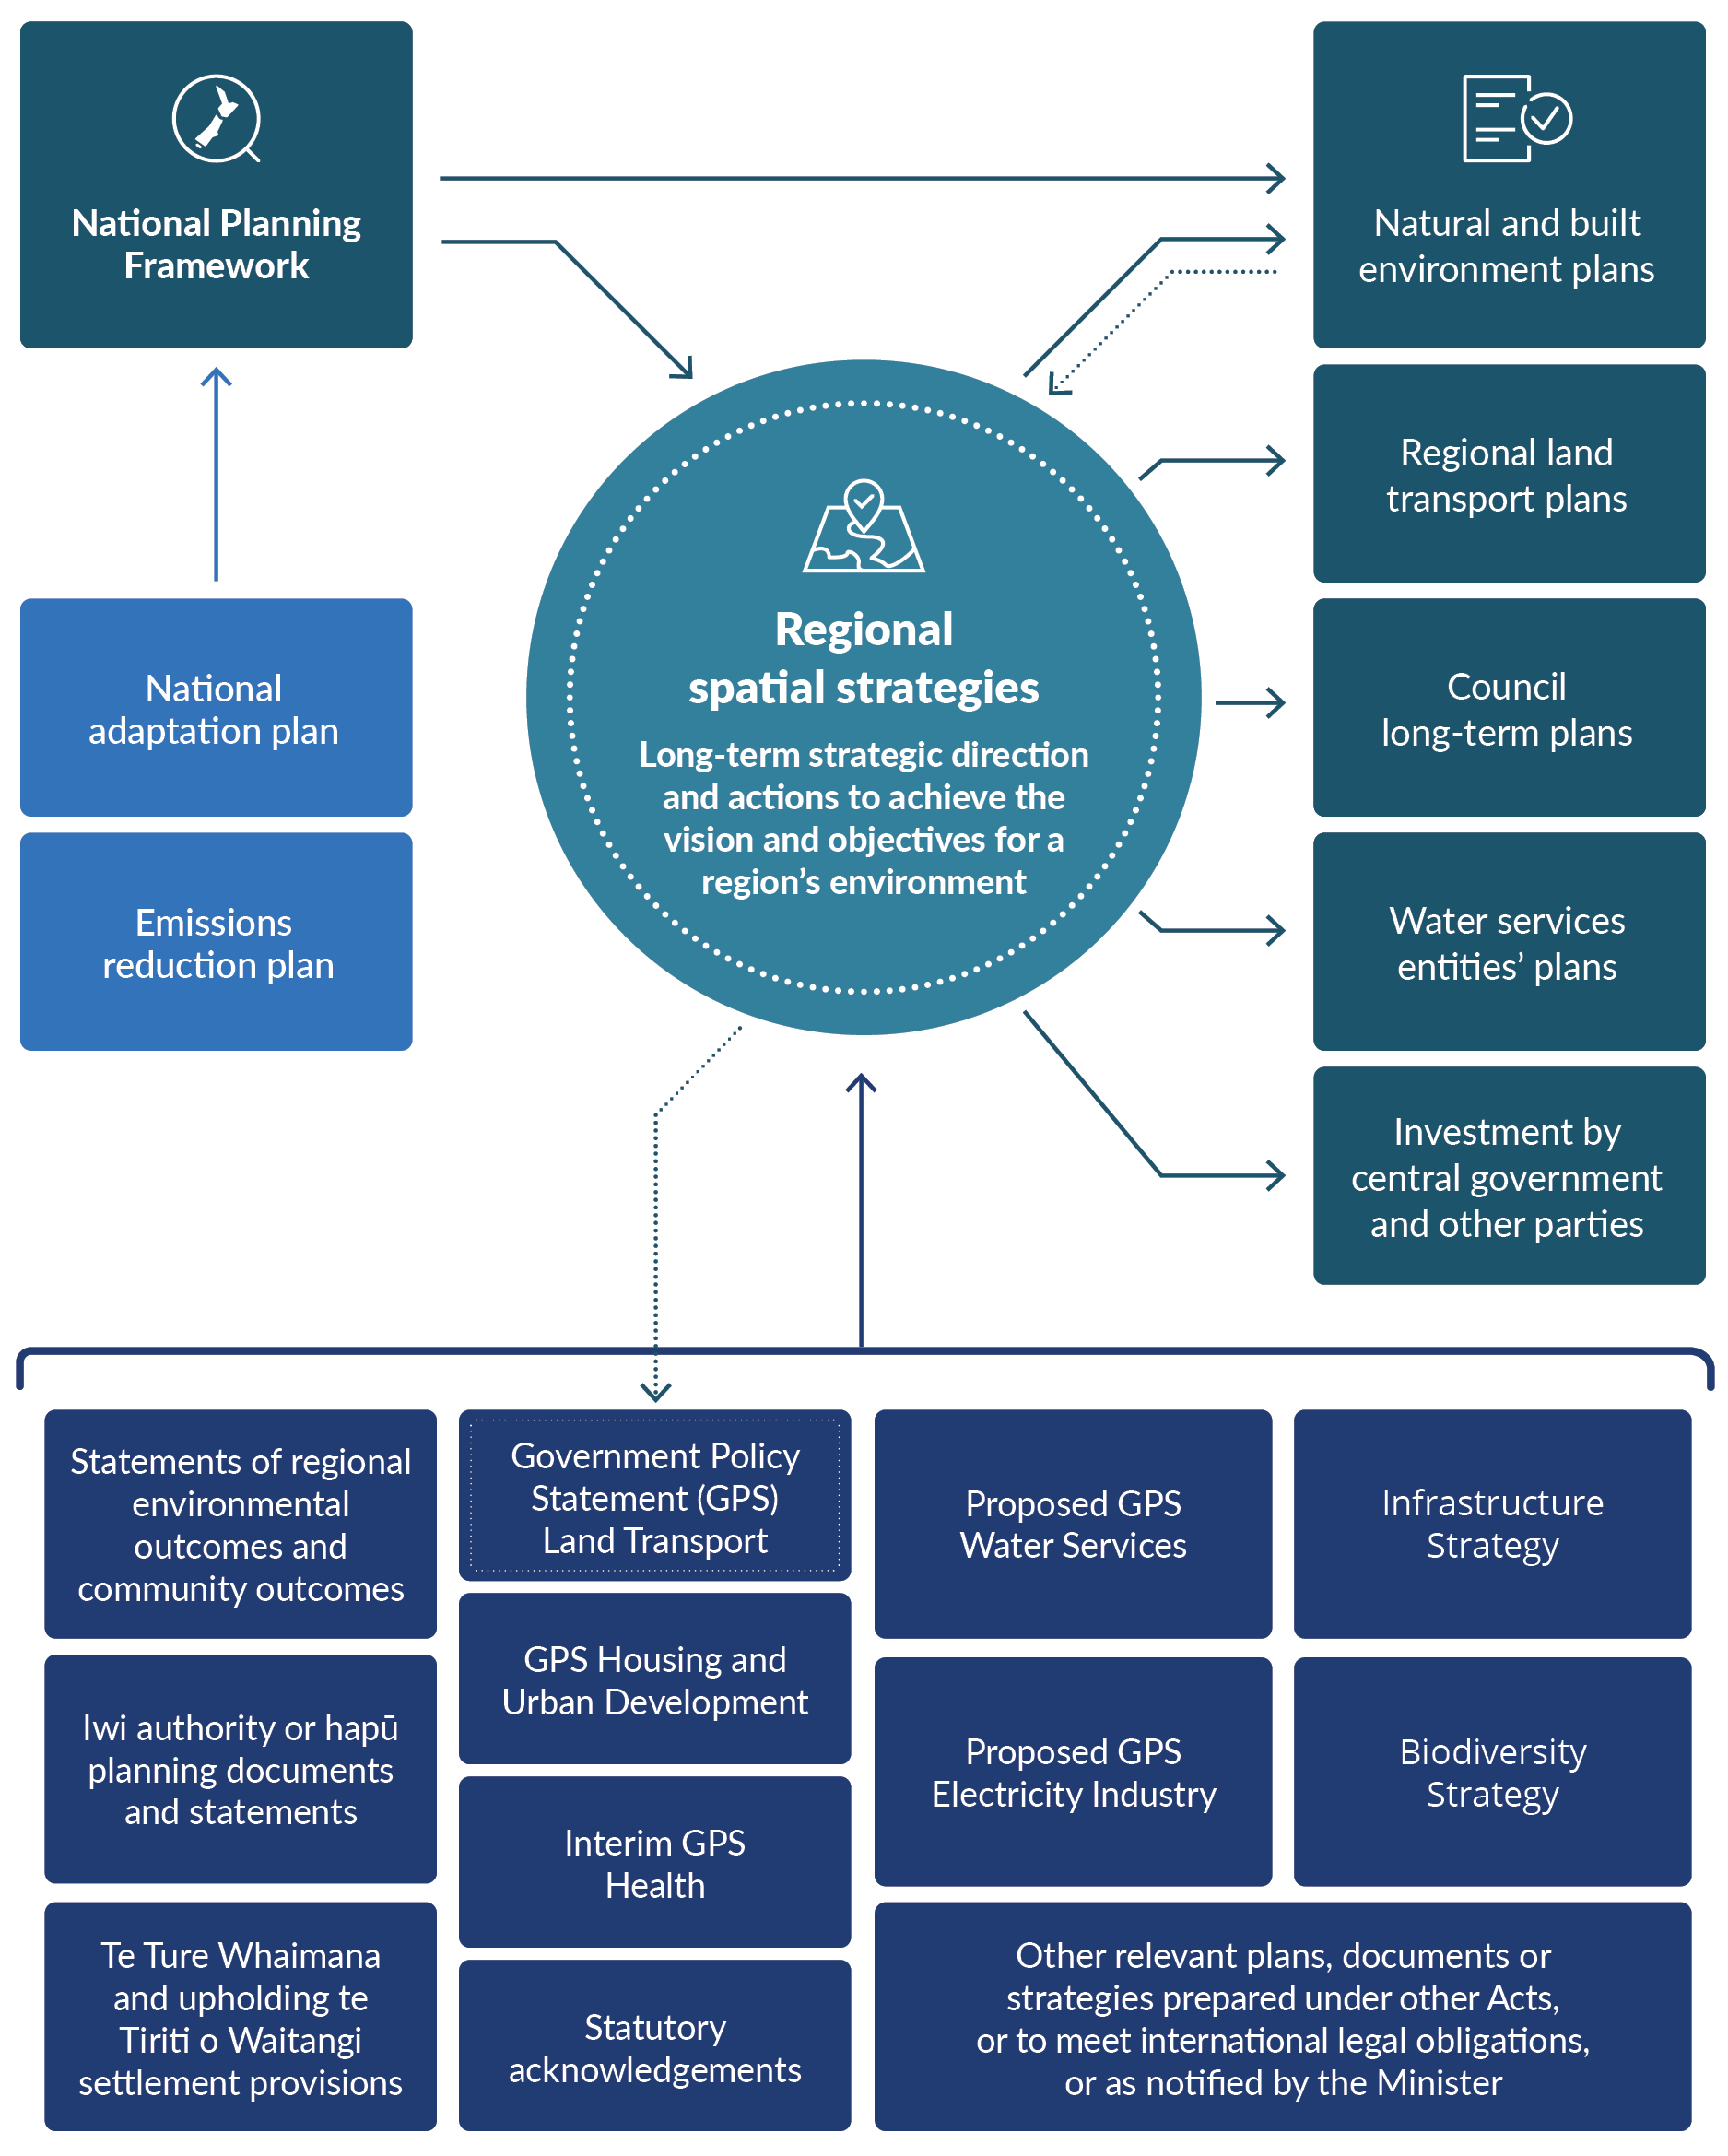 National Planning
Framework
Natural and built
environment plans
Regional land
transport plans
National
adaptation plan
Emissions
reduction plan
Regional
spatial strategies
Long-term strategic direction
and actions to achieve the
vision and objectives for a
region’s environment
Council
long-term plans
Water services
entities’ plans
Investment by
central government
and other parties
Statements of regional
environmental
outcomes and
community outcomes
Iwi authority or hapū
planning documents
and statements
Te Ture Whaimana
and upholding te
Tiriti o Waitangi
settlement provisions
Government Policy
Statement (GPS)
Land Transport
GPS Housing and
Urban Development
Interim GPS
Health
Statutory
acknowledgements
Proposed GPS
Water Services
Infrastructure
Strategy
Proposed GPS
Electricity Industry
Biodiversity
Strategy
Other relevant plans, documents or
strategies prepared under other Acts,
or to meet international legal obligations,
or as notified by the Minister